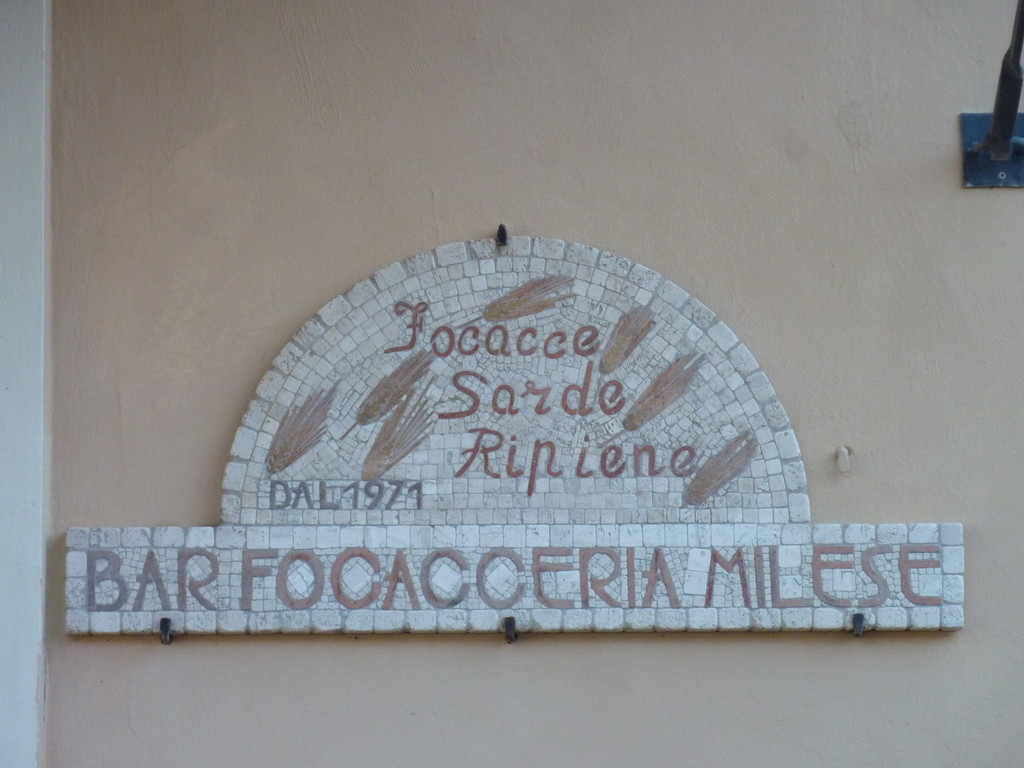 Focacce
Sarde
Ripiene
DAL 1971
BAR FOCACCERIA MILESE